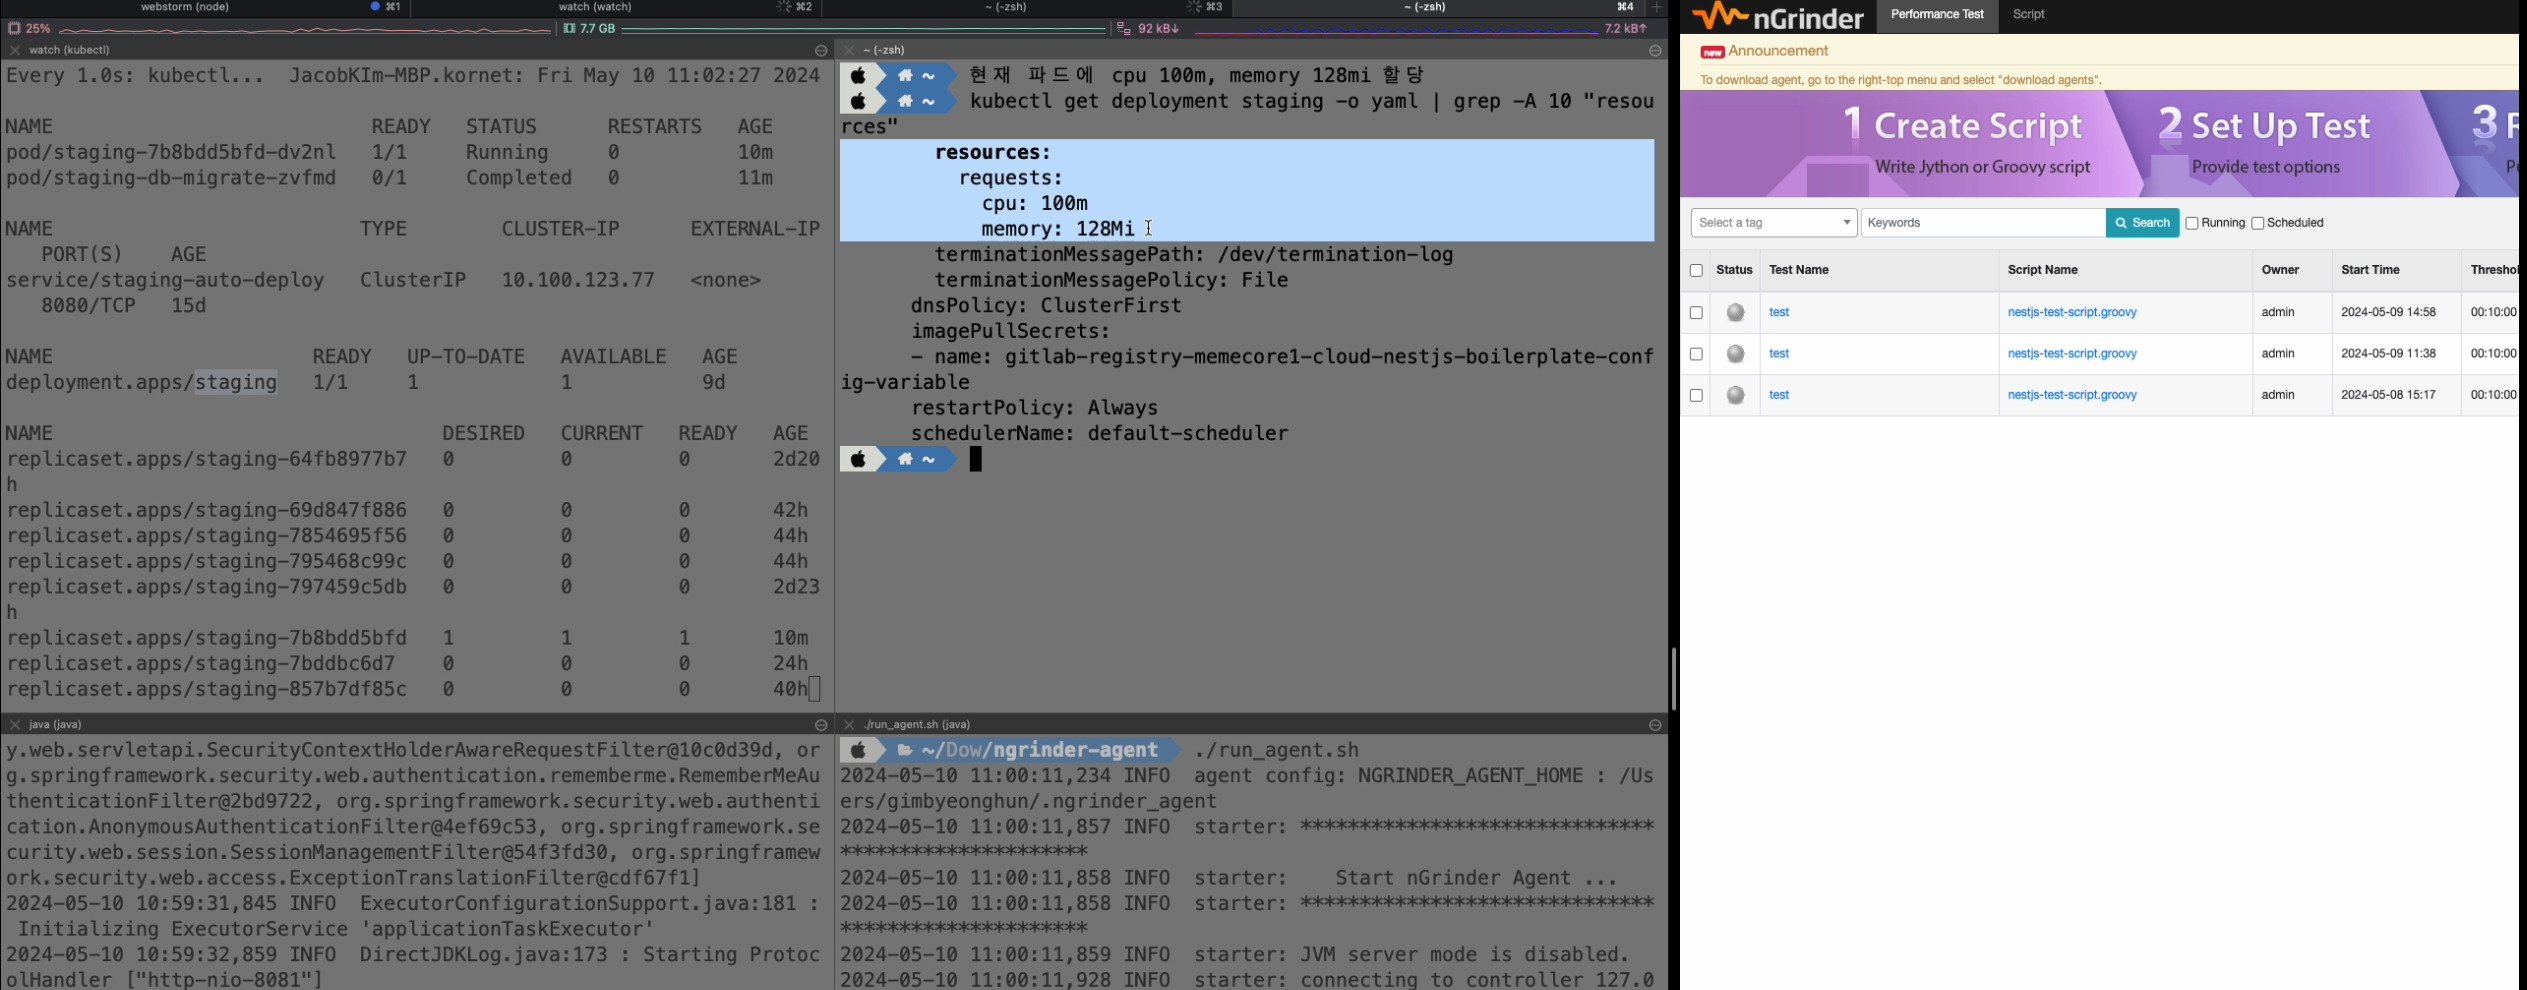 webstorm (node) ⌘1 watch (watch) ⌘2 ~ (-zsh) ⌘3 ~ (-zsh) ⌘4
25% 7.7 GB 92 kB↓ 7.2 kB↑
watch (kubectl)
Every 1.0s: kubectl... JacobKIm-MBP.kornet: Fri May 10 11:02:27 2024
NAME READY STATUS RESTARTS AGE
pod/staging-7b8bdd5bfd-dv2nl 1/1 Running 0 10m
pod/staging-db-migrate-zvfmd 0/1 Completed 0 11m
NAME TYPE CLUSTER-IP EXTERNAL-IP
PORT(S) AGE
service/staging-auto-deploy ClusterIP 10.100.123.77 <none>
8080/TCP 15d
NAME READY UP-TO-DATE AVAILABLE AGE
deployment.apps/staging 1/1 1 1 9d
NAME DESIRED CURRENT READY AGE
replicaset.apps/staging-64fb8977b7 0 0 0 2d20
h
replicaset.apps/staging-69d847f886 0 0 0 42h
replicaset.apps/staging-7854695f56 0 0 0 44h
replicaset.apps/staging-795468c99c 0 0 0 44h
replicaset.apps/staging-797459c5db 0 0 0 2d23
h
replicaset.apps/staging-7b8bdd5bfd 1 1 1 10m
replicaset.apps/staging-7bddbc6d7 0 0 0 24h
replicaset.apps/staging-857b7df85c 0 0 0 40h
~ (-zsh)
~ 현재 파드에 cpu 100m, memory 128mi 할당
~ kubectl get deployment staging -o yaml | grep -A 10 "resou
rces"
resources:
requests:
cpu: 100m
memory: 128Mi
terminationMessagePath: /dev/termination-log
terminationMessagePolicy: File
dnsPolicy: ClusterFirst
imagePullSecrets:
- name: gitlab-registry-memecore1-cloud-nestjs-boilerplate-conf
ig-variable
restartPolicy: Always
schedulerName: default-scheduler
~
java (java)
y.web.servletapi.SecurityContextHolderAwareRequestFilter@10c0d39d, or
g.springframework.security.web.authentication.rememberme.RememberMeAu
thenticationFilter@2bd9722, org.springframework.security.web.authenti
cation.AnonymousAuthenticationFilter@4ef69c53, org.springframework.se
curity.web.session.SessionManagementFilter@54f3fd30, org.springframew
ork.security.web.access.ExceptionTranslationFilter@cdf67f1]
2024-05-10 10:59:31,845 INFO ExecutorConfigurationSupport.java:181 :
Initializing ExecutorService 'applicationTaskExecutor'
2024-05-10 10:59:32,859 INFO DirectJDKLog.java:173 : Starting Protoc
olHandler ["http-nio-8081"]
./run_agent.sh (java)
~/Dow/ngrinder-agent ./run_agent.sh
2024-05-10 11:00:11,234 INFO agent config: NGRINDER_AGENT_HOME : /Us
ers/gimbyeonghun/.ngrinder_agent
2024-05-10 11:00:11,857 INFO starter: ******************************
*********************
2024-05-10 11:00:11,858 INFO starter: Start nGrinder Agent ...
2024-05-10 11:00:11,858 INFO starter: ******************************
*********************
2024-05-10 11:00:11,859 INFO starter: JVM server mode is disabled.
2024-05-10 11:00:11,928 INFO starter: connecting to controller 127.0
nGrinder Performance Test Script
new Announcement
To download agent, go to the right-top menu and select "download agents".
1 Create Script 2 Set Up Test 3 R
Write Jython or Groovy script Provide test options P
Select a tag Keywords Search Running Scheduled
Status Test Name Script Name Owner Start Time Threshol
test nestjs-test-script.groovy admin 2024-05-09 14:58 00:10:00
test nestjs-test-script.groovy admin 2024-05-09 11:38 00:10:00
test nestjs-test-script.groovy admin 2024-05-08 15:17 00:10:00